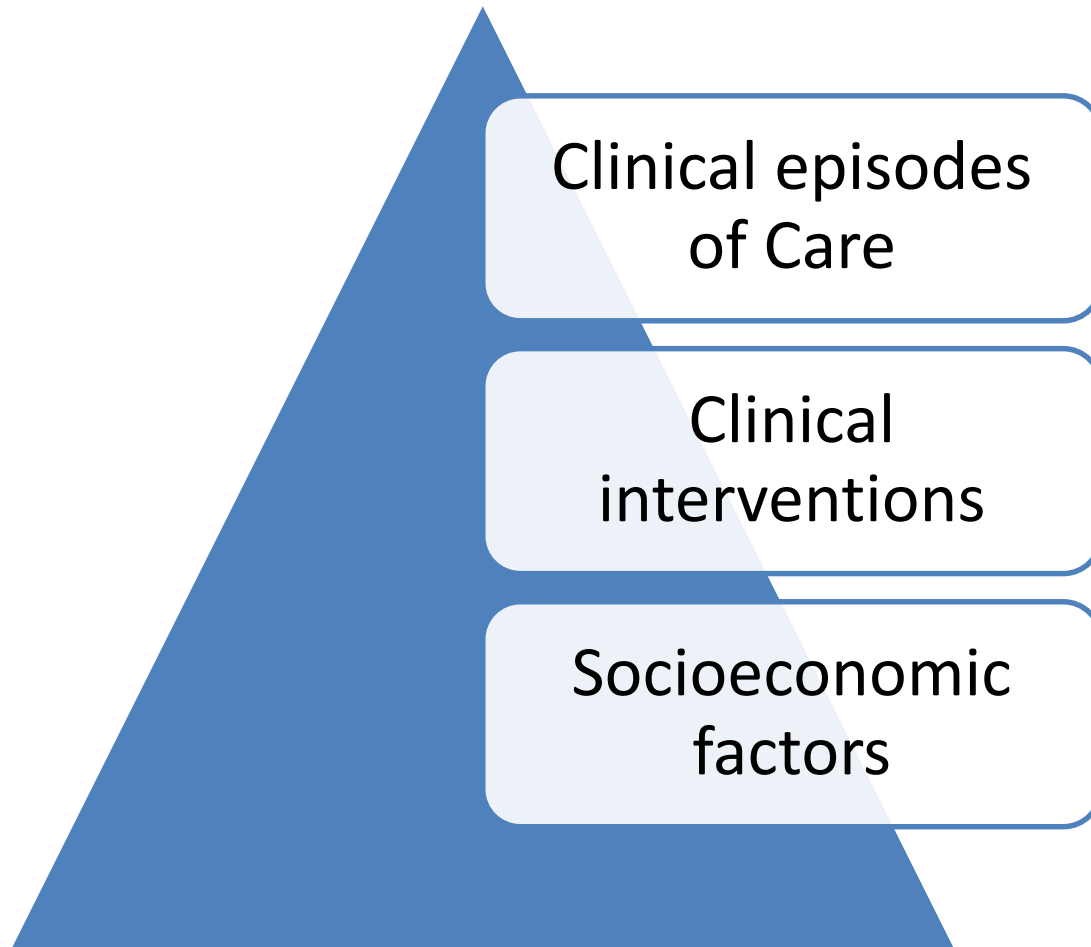 Clinical episodes
of Care
Clinical
interventions
Socioeconomic
factors